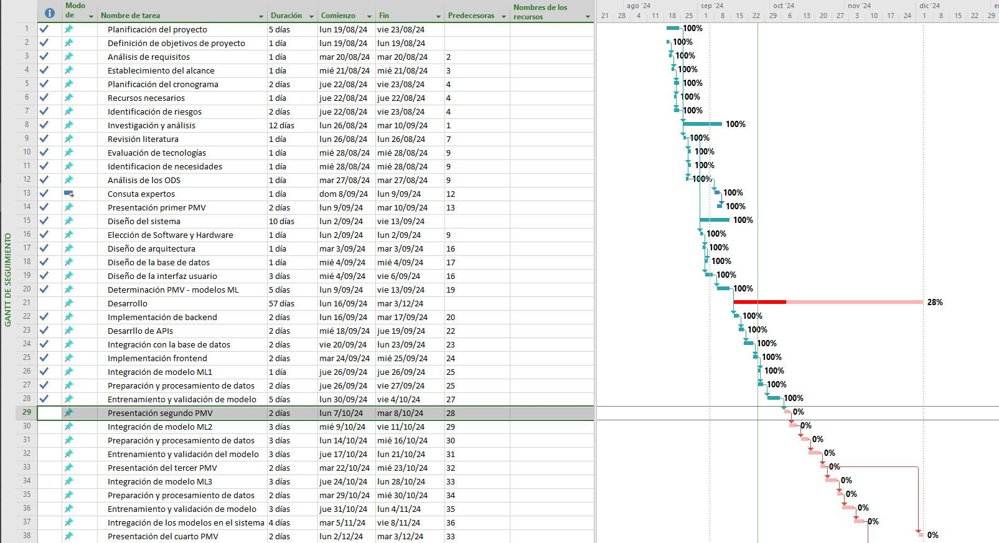 Modo de Nombre de tarea Duración Comienzo Fin Predecesoras Nombres de los recursos
ago '24 sep '24 oct '24 nov '24 dic '24 en
21 28 4 11 18 25 1 8 15 22 29 6 13 20 27 3 10 17 24 1 8 15 22 29
GANTT DE SEGUIMIENTO
1 Planificación del proyecto 5 días lun 19/08/24 vie 23/08/24 100%
2 Definición de objetivos de proyecto 1 día lun 19/08/24 lun 19/08/24 100%
3 Análisis de requisitos 1 día mar 20/08/24 mar 20/08/24 2 100%
4 Establecimiento del alcance 1 día mié 21/08/24 mié 21/08/24 3 100%
5 Planificación del cronograma 2 días jue 22/08/24 vie 23/08/24 4 100%
6 Recursos necesarios 1 día jue 22/08/24 jue 22/08/24 4 100%
7 Identificación de riesgos 2 días jue 22/08/24 vie 23/08/24 4 100%
8 Investigación y análisis 12 días lun 26/08/24 mar 10/09/24 1 100%
9 Revisión literatura 1 día lun 26/08/24 lun 26/08/24 7 100%
10 Evaluación de tecnologías 1 día mié 28/08/24 mié 28/08/24 9 100%
11 Identificacion de necesidades 1 día mié 28/08/24 mié 28/08/24 9 100%
12 Análisis de los ODS 1 día mar 27/08/24 mar 27/08/24 9 100%
13 Consuta expertos 1 día dom 8/09/24 lun 9/09/24 12 100%
14 Presentación primer PMV 2 días lun 9/09/24 mar 10/09/24 13 100%
15 Diseño del sistema 10 días lun 2/09/24 vie 13/09/24 100%
16 Elección de Software y Hardware 1 día lun 2/09/24 lun 2/09/24 9 100%
17 Diseño de arquitectura 1 día mar 3/09/24 mar 3/09/24 16 100%
18 Diseño de la base de datos 1 día mié 4/09/24 mié 4/09/24 17 100%
19 Diseño de la interfaz usuario 3 días mié 4/09/24 vie 6/09/24 16 100%
20 Determinación PMV - modelos ML 5 días lun 9/09/24 vie 13/09/24 19 100%
21 Desarrollo 57 días lun 16/09/24 mar 3/12/24 28%
22 Implementación de backend 2 días lun 16/09/24 mar 17/09/24 20 100%
23 Desarrllo de APIs 2 días mié 18/09/24 jue 19/09/24 22 100%
24 Integración con la base de datos 2 días vie 20/09/24 lun 23/09/24 23 100%
25 Implementación frontend 2 días mar 24/09/24 mié 25/09/24 24 100%
26 Integración de modelo ML1 1 día jue 26/09/24 jue 26/09/24 25 100%
27 Preparación y procesamiento de datos 2 días jue 26/09/24 vie 27/09/24 25 100%
28 Entrenamiento y validación de modelo 5 días lun 30/09/24 vie 4/10/24 27 100%
29 Presentación segundo PMV 2 días lun 7/10/24 mar 8/10/24 28 0%
30 Integración de modelo ML2 3 días mié 9/10/24 vie 11/10/24 29 0%
31 Preparación y procesamiento de datos 3 días lun 14/10/24 mié 16/10/24 30 0%
32 Entrenamiento y validación del modelo 3 días jue 17/10/24 lun 21/10/24 31 0%
33 Presentación del tercer PMV 2 días mar 22/10/24 mié 23/10/24 32 0%
34 Integración de modelo ML3 3 días jue 24/10/24 lun 28/10/24 33 0%
35 Preparación y procesamiento de datos 2 días mar 29/10/24 mié 30/10/24 34 0%
36 Entrenamiento y validación de modelo 3 días jue 31/10/24 lun 4/11/24 35 0%
37 Intregación de los modelos en el sistema 4 días mar 5/11/24 vie 8/11/24 36 0%
38 Presentación del cuarto PMV 2 días lun 2/12/24 mar 3/12/24 33 0%